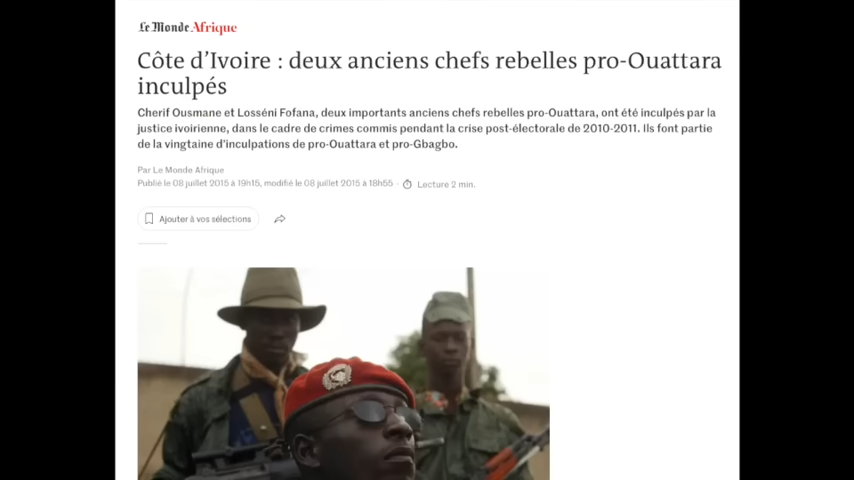 Le Monde Afrique
Côte d'Ivoire : deux anciens chefs rebelles pro-Ouattara
inculpés
Cherif Ousmane et Losséni Fofana, deux importants anciens chefs rebelles pro-Ouattara, ont été inculpés par la
justice ivoirienne, dans le cadre de crimes commis pendant la crise post-électorale de 2010-2011. Ils font partie
de la vingtaine d'inculpations de pro-Ouattara et pro-Gbagbo.
Par Le Monde Afrique
Publié le 08 juillet 2015 à 19h15, modifié le 08 juillet 2015 à 18h55 · Lecture 2 min.
Ajouter à vos sélections